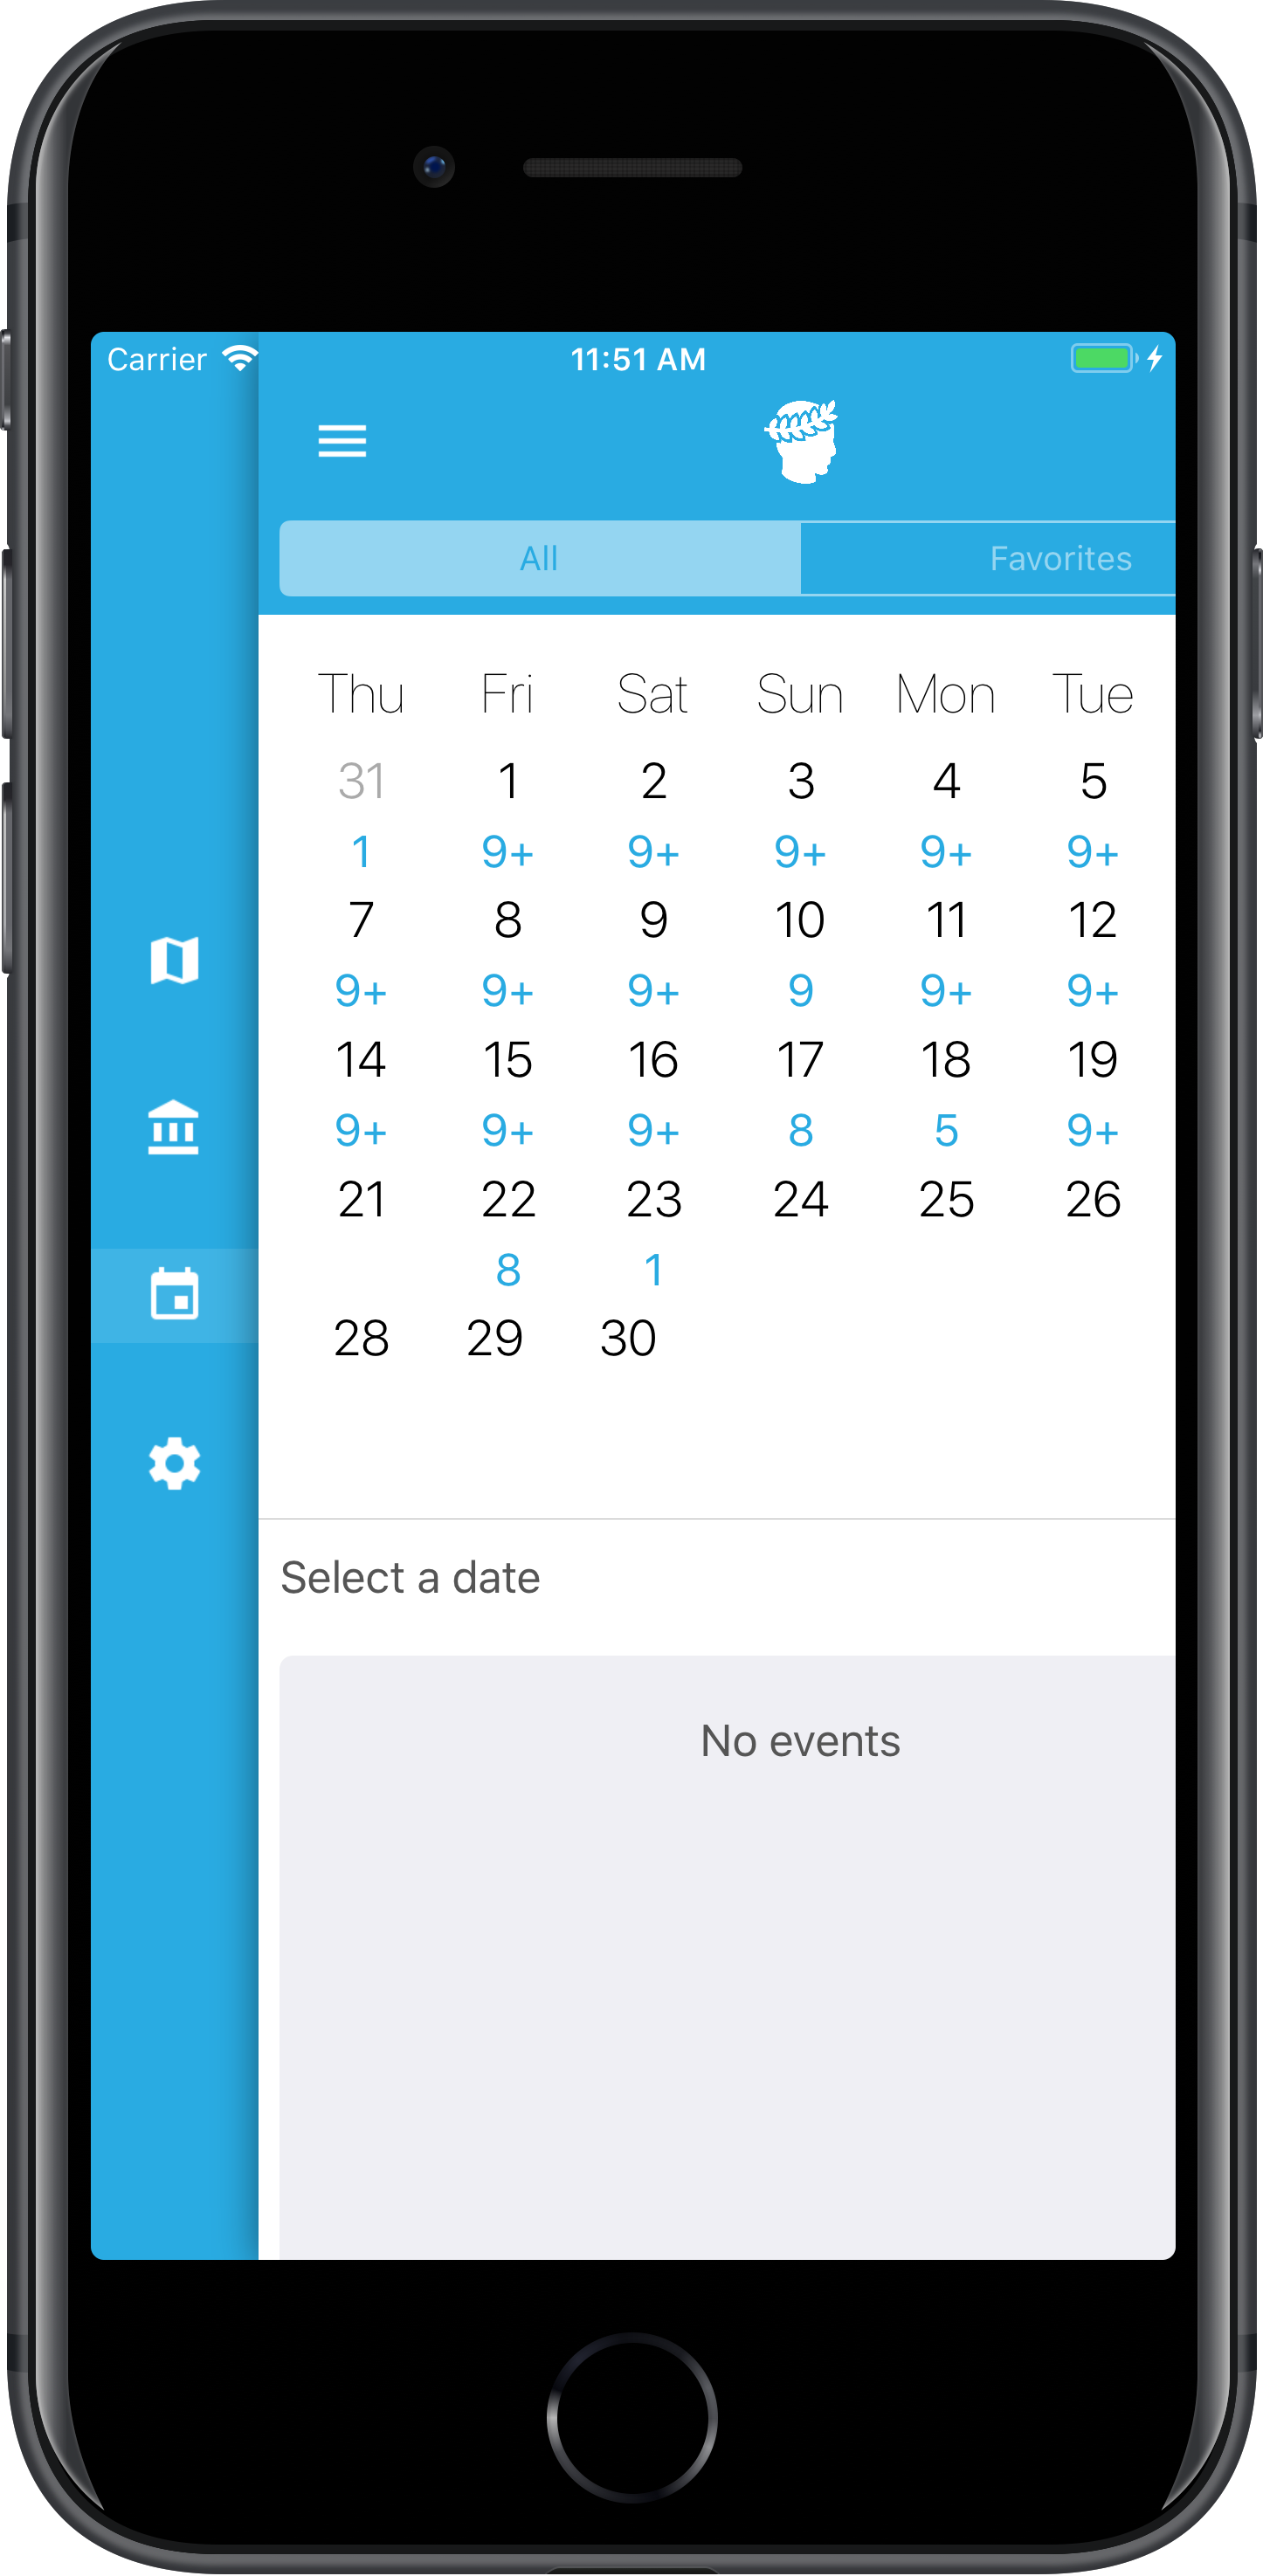 Carrier 11:51 AM
All Favorites
Thu Fri Sat Sun Mon Tue
31 1 2 3 4 5
1 9+ 9+ 9+ 9+ 9+
7 8 9 10 11 12
9+ 9+ 9+ 9 9+ 9+
14 15 16 17 18 19
9+ 9+ 9+ 8 5 9+
21 22 23 24 25 26
8 1
28 29 30
Select a date
No events